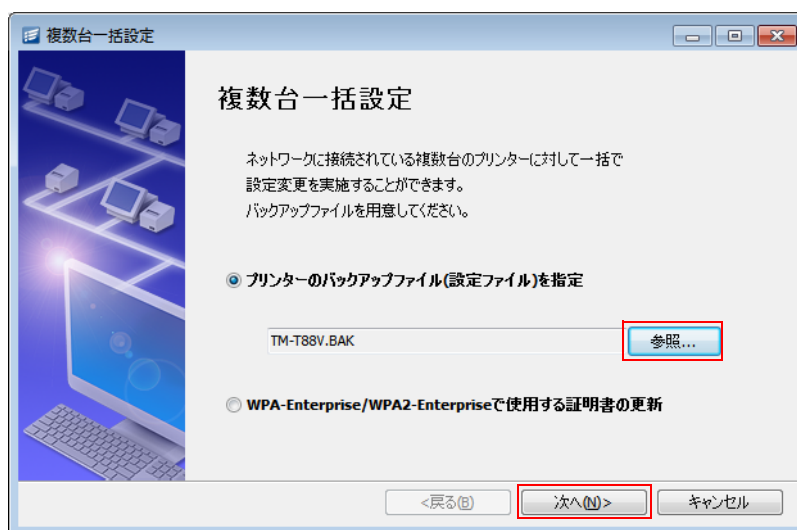 複数台一括設定
複数台一括設定
ネットワークに接続されている複数台のプリンターに対して一括で
設定変更を実施することができます。
バックアップファイルを用意してください。
プリンターのバックアップファイル(設定ファイル)を指定
TM-T88V.BAK
参照...
WPA-Enterprise/WPA2-Enterpriseで使用する証明書の更新
<戻る(B)
次へ(N)>
キャンセル